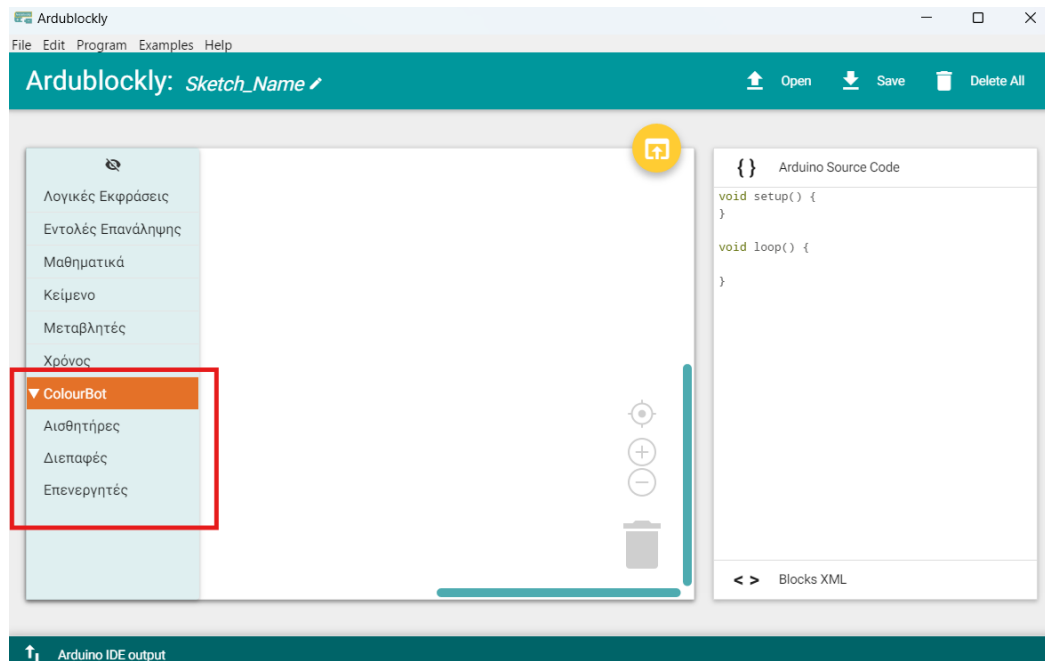 Ardublockly
File Edit Program Examples Help
Ardublockly: Sketch_Name
Open Save Delete All
Λογικές Εκφράσεις
Εντολές Επανάληψης
Μαθηματικά
Κείμενο
Μεταβλητές
Χρόνος
▼ ColourBot
Αισθητήρες
Διεπαφές
Επενεργητές
{ } Arduino Source Code
void setup() {
}
void loop() {
}
< > Blocks XML
Arduino IDE output